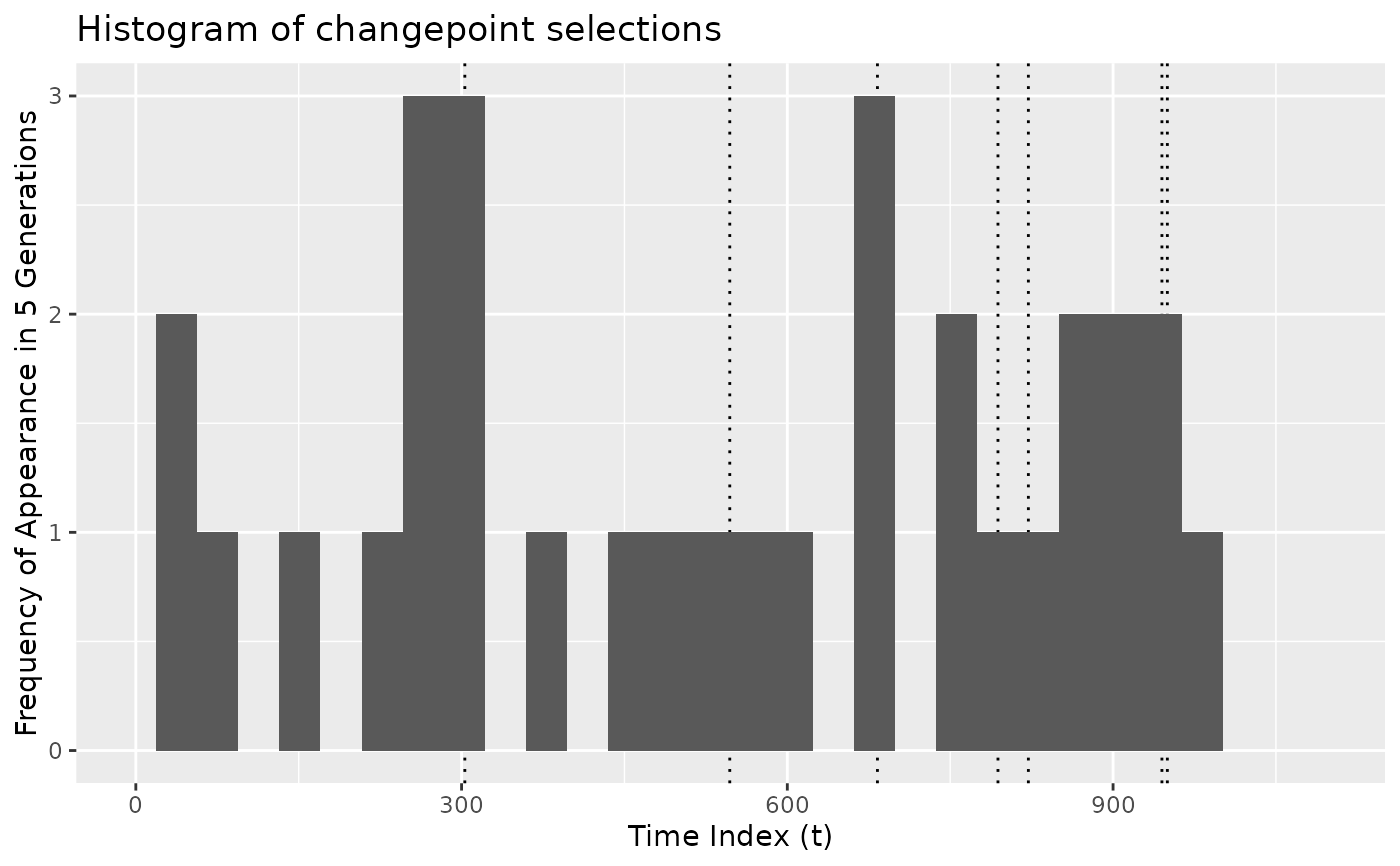 Histogram of changepoint selections
Frequency of Appearance in 5 Generations
3
2
1
0
0 300 600 900
Time Index (t)